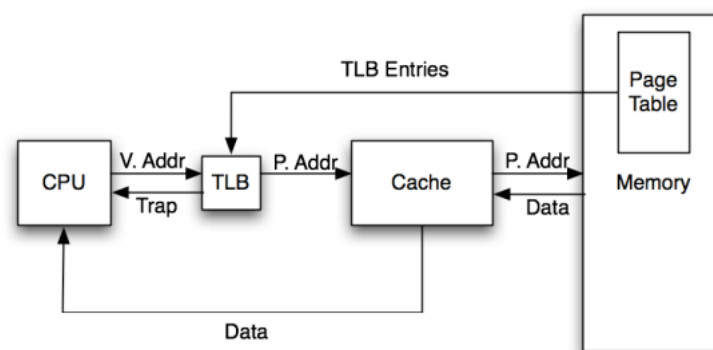 TLB Entries
Page
Table
CPU
V. Addr
Trap
TLB
P. Addr
Cache
P. Addr
Data
Memory
Data